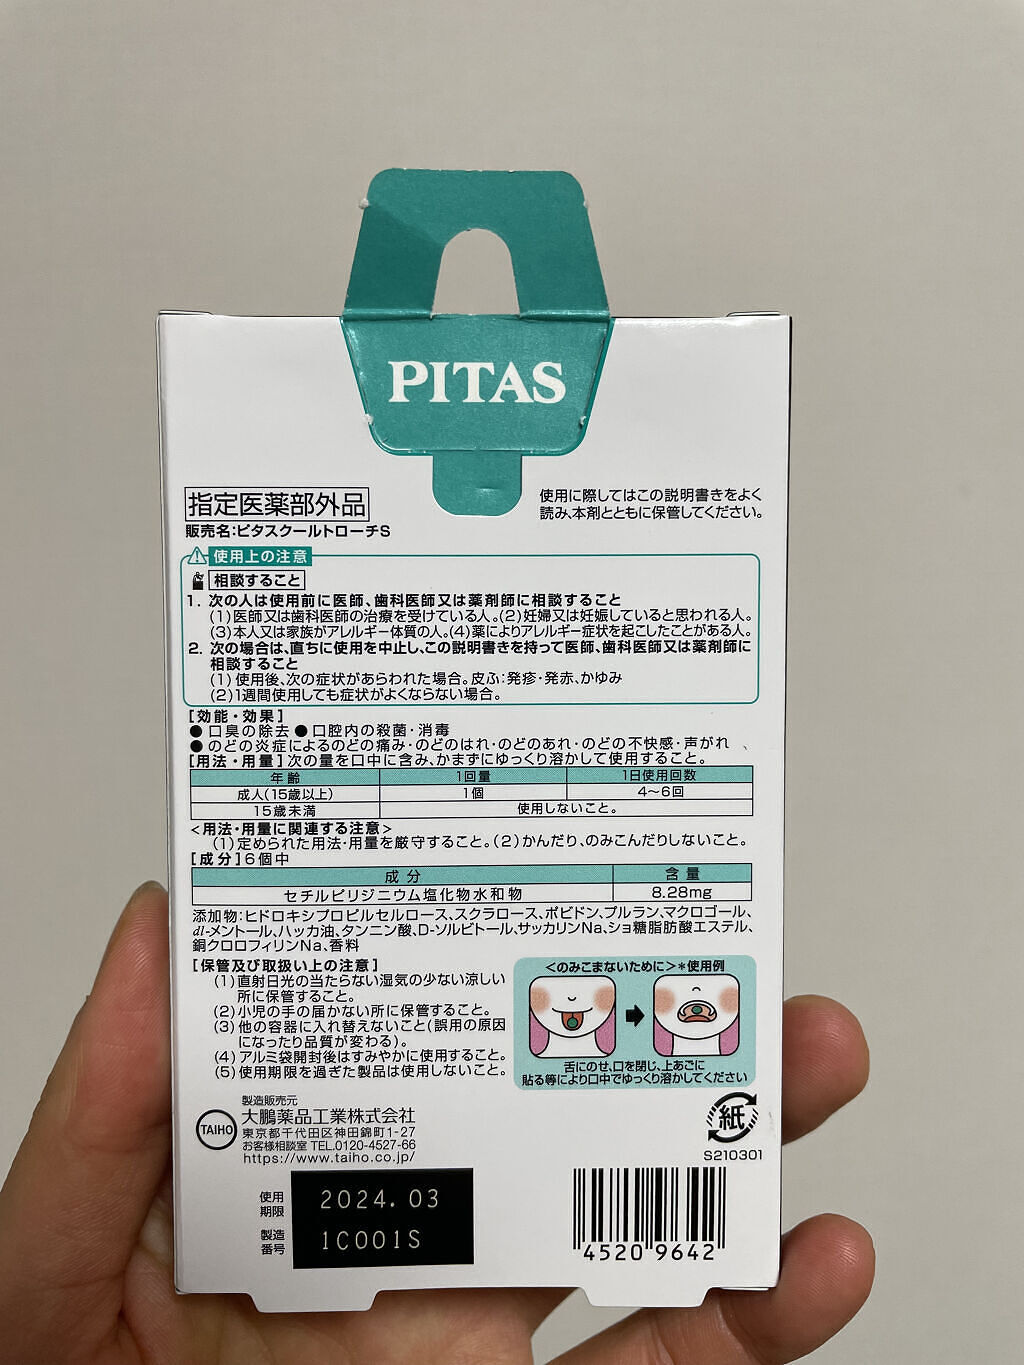 PITAS
指定医薬部外品
販売名:ピタスクールトローチS
使用に際してはこの説明書きをよく
読み、本剤とともに保管してください。
使用上の注意
相談すること
1. 次の人は使用前に医師、歯科医師又は薬剤師に相談すること
(1)医師又は歯科医師の治療を受けている人。(2)妊婦又は妊娠していると思われる人。
(3)本人又は家族がアレルギー体質の人。(4)薬によりアレルギー症状を起こしたことがある人。
2. 次の場合は、直ちに使用を中止し、この説明書きを持って医師、歯科医師又は薬剤師に
相談すること
(1)使用後、次の症状があらわれた場合。皮ふ:発疹・発赤、かゆみ
(2)1週間使用しても症状がよくならない場合。
[効能・効果]
●口臭の除去 ●口腔内の殺菌・消毒
●のどの炎症によるのどの痛み・のどのはれ・のどのあれ・のどの不快感・声がれ
[用法・用量]次の量を口中に含み、かまずにゆっくり溶かして使用すること。
年齢 1回量 1日使用回数
成人(15歳以上) 1個 4〜6回
15歳未満 使用しないこと。
<用法・用量に関連する注意>
(1)定められた用法・用量を厳守すること。(2)かんだり、のみこんだりしないこと。
[成分]6個中
成分 含量
セチルピリジニウム塩化物水和物 8.28mg
添加物:ヒドロキシプロピルセルロース、スクラロース、ポビドン、プルラン、マクロゴール、
dl-メントール、ハッカ油、タンニン酸、D-ソルビトール、サッカリンNa、ショ糖脂肪酸エステル、
銅クロロフィリンNa、香料
[保管及び取扱い上の注意]
(1)直射日光の当たらない湿気の少ない涼しい
所に保管すること。
(2)小児の手の届かない所に保管すること。
(3)他の容器に入れ替えないこと(誤用の原因
になったり品質が変わる)。
(4)アルミ袋開封後はすみやかに使用すること。
(5)使用期限を過ぎた製品は使用しないこと。
<のみこまないために>*使用例
舌にのせ、口を閉じ、上あごに
貼る等により口中でゆっくり溶かしてください
製造販売元
TAIHO
大鵬薬品工業株式会社
東京都千代田区神田錦町1-27
お客様相談室 TEL.0120-4527-66
https://www.taiho.co.jp/
紙
S210301
使用
期限
2024.03
製造
番号
1C001S
4520 9642